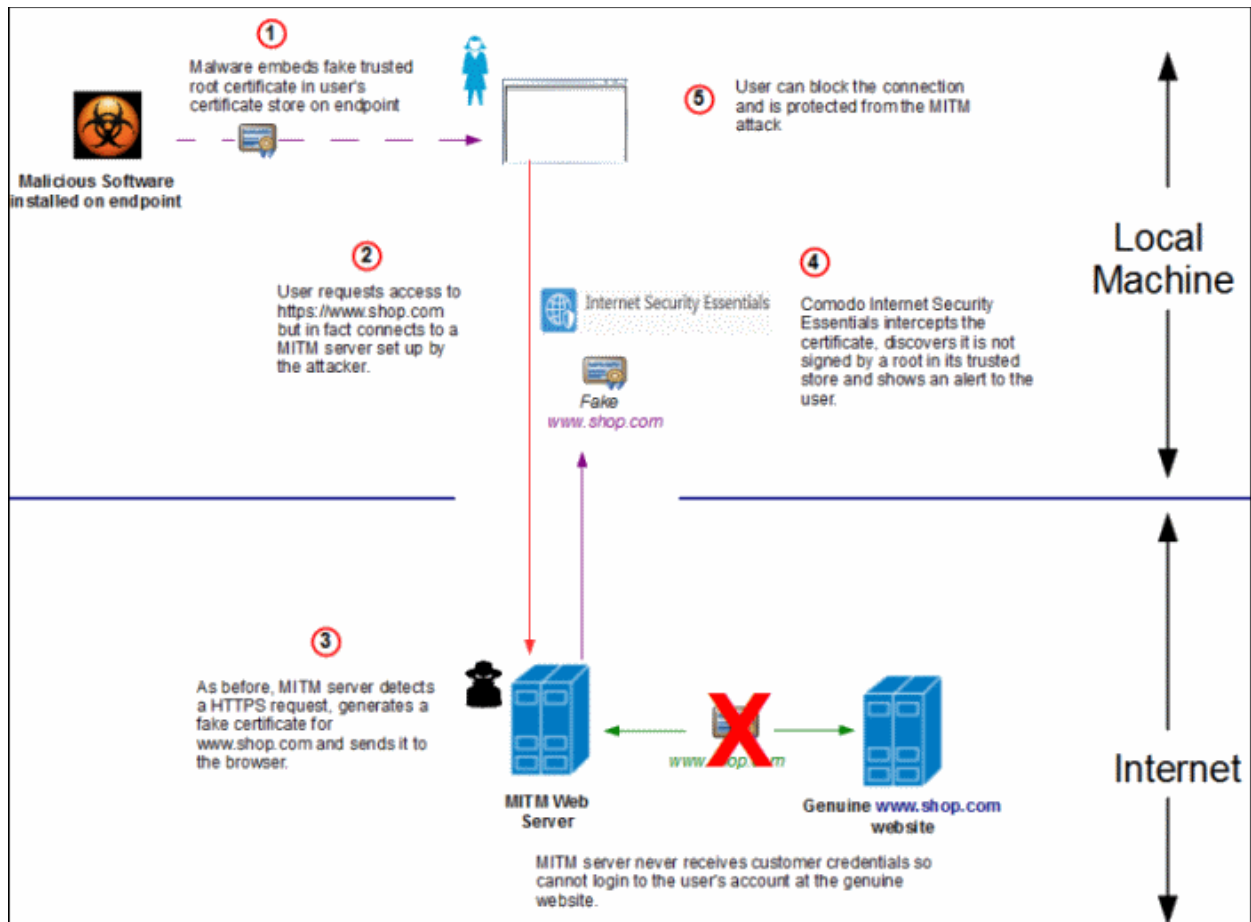 1
Malware embeds fake trusted
root certificate in user's
certificate store on endpoint
Malicious Software
installed on endpoint
5
User can block the connection
and is protected from the MITM
attack
2
User requests access to
https://www.shop.com
but in fact connects to a
MITM server set up by
the attacker.
Internet Security Essentials
Fake
www.shop.com
4
Comodo Internet Security
Essentials intercepts the
certificate, discovers it is not
signed by a root in its trusted
store and shows an alert to the
user.
Local
Machine
3
As before, MITM server detects
a HTTPS request, generates a
fake certificate for
www.shop.com and sends it to
the browser.
MITM Web
Server
www.shop.com
X
Genuine www.shop.com
website
Internet
MITM server never receives customer credentials so
cannot login to the user's account at the genuine
website.